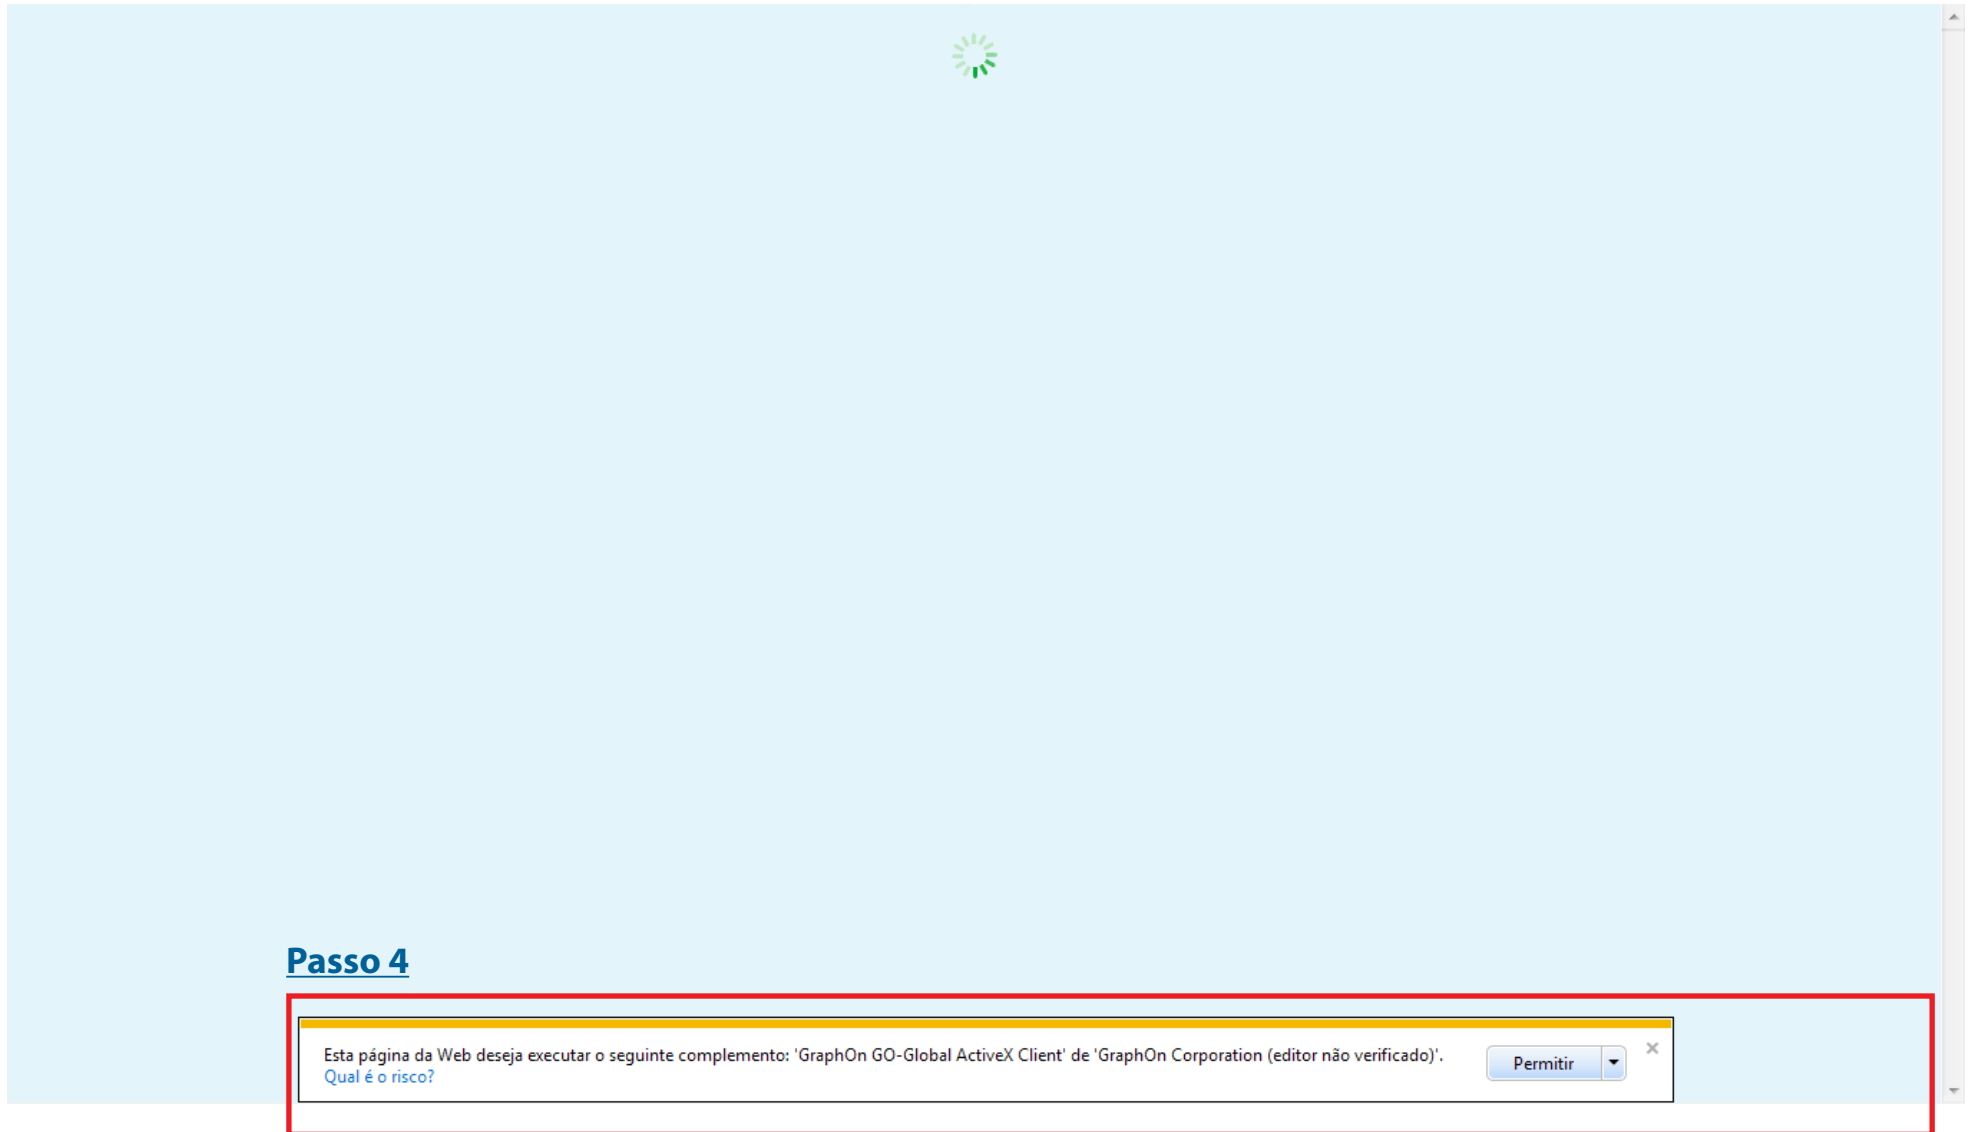 Passo 4
Esta página da Web deseja executar o seguinte complemento: 'GraphOn GO-Global ActiveX Client' de 'GraphOn Corporation (editor não verificado)'.
Qual é o risco?
Permitir